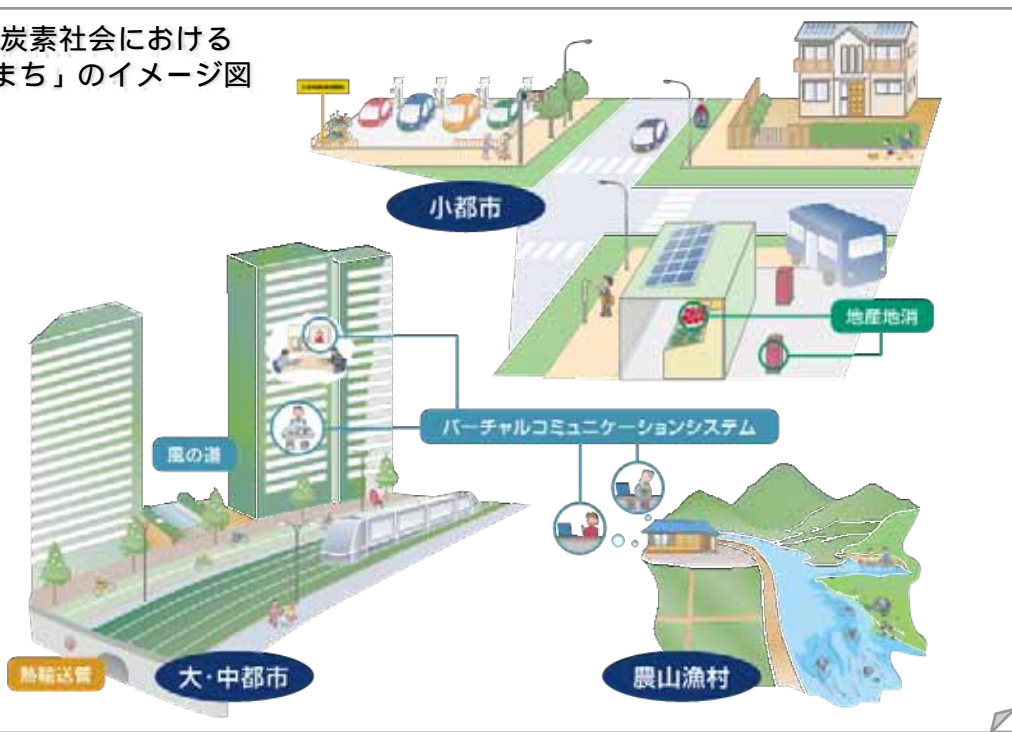 炭素社会における
まち」のイメージ図
小都市
地産地消
バーチャルコミュニケーションシステム
風の道
熱輸送管
大・中都市
農山漁村